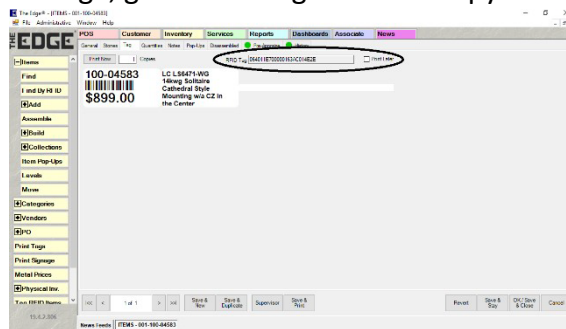 The Edge® - [ITEMS - 001-100-04583]
File Administrative Window Help
EDGE
POS Customer Inventory Services Reports Dashboards Associate News
General Stones Tag Quantities Notes Pop-Ups Disassembled
Items
Find
Find By RFID
Add
Assemble
Build
Collections
Item Pop-Ups
Levels
Move
Categories
Vendors
PO
Print Tags
Print Signage
Metal Prices
Physical Inv.
Print Now 1 Copies RFID Tag Print Later
100-04583
$899.00
LC LS6471-WG
14kwg Solitaire
Cathedral Style
Mounting w/a CZ in
the Center
1 of 1
Save & New
Save & Duplicate
Supervisor
Save & Print
Revert
Save & Stay
OK/Save & Close
Cancel
News Feeds ITEMS - 001-100-04583